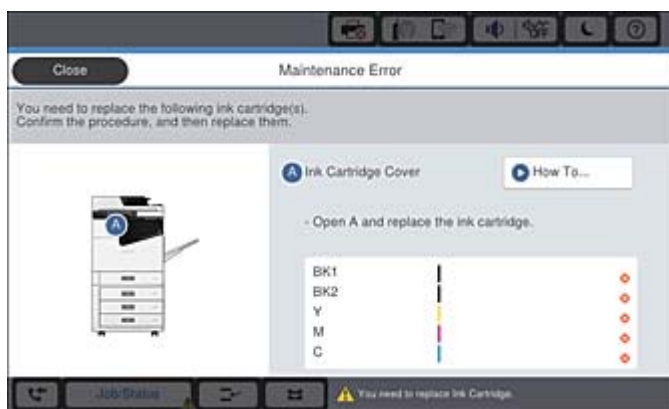 OFF
Close
Maintenance Error
You need to replace the following ink cartridge(s).
Confirm the procedure, and then replace them.
A Ink Cartridge Cover
How To...
A
- Open A and replace the ink cartridge.
BK1
BK2
Y
M
C
Job/Status
You need to replace Ink Cartridge.